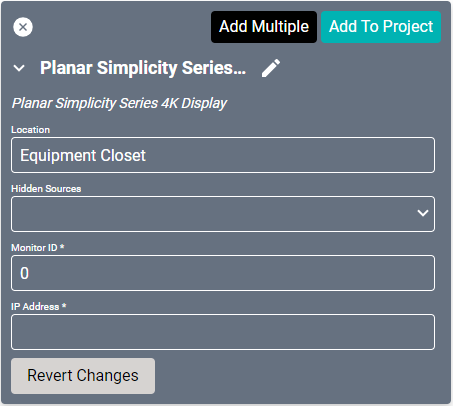 Add Multiple
Add To Project
Planar Simplicity Series...
Planar Simplicity Series 4K Display
Location
Equipment Closet
Hidden Sources
Monitor ID *
0
IP Address *
Revert Changes